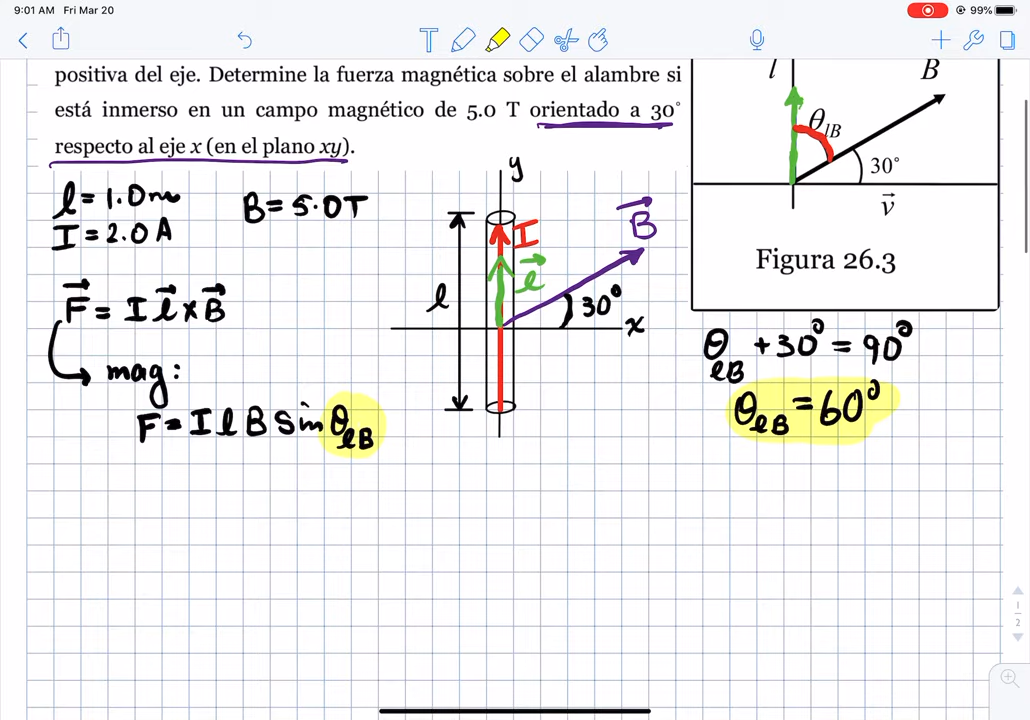 9:01 AM Fri Mar 20
99%
positiva del eje. Determine la fuerza magnética sobre el alambre si
está inmerso en un campo magnético de 5.0 T orientado a 30°
respecto al eje x (en el plano xy).
l B
θlB
30°
v⃗
Figura 26.3
l = 1.0m
I = 2.0 A
B = 5.0T
y
I
B⃗
l⃗
l
30°
x
F⃗ = I l⃗ x B⃗
mag:
F = I l B sin θlB
θlB + 30° = 90°
θlB = 60°
1
2